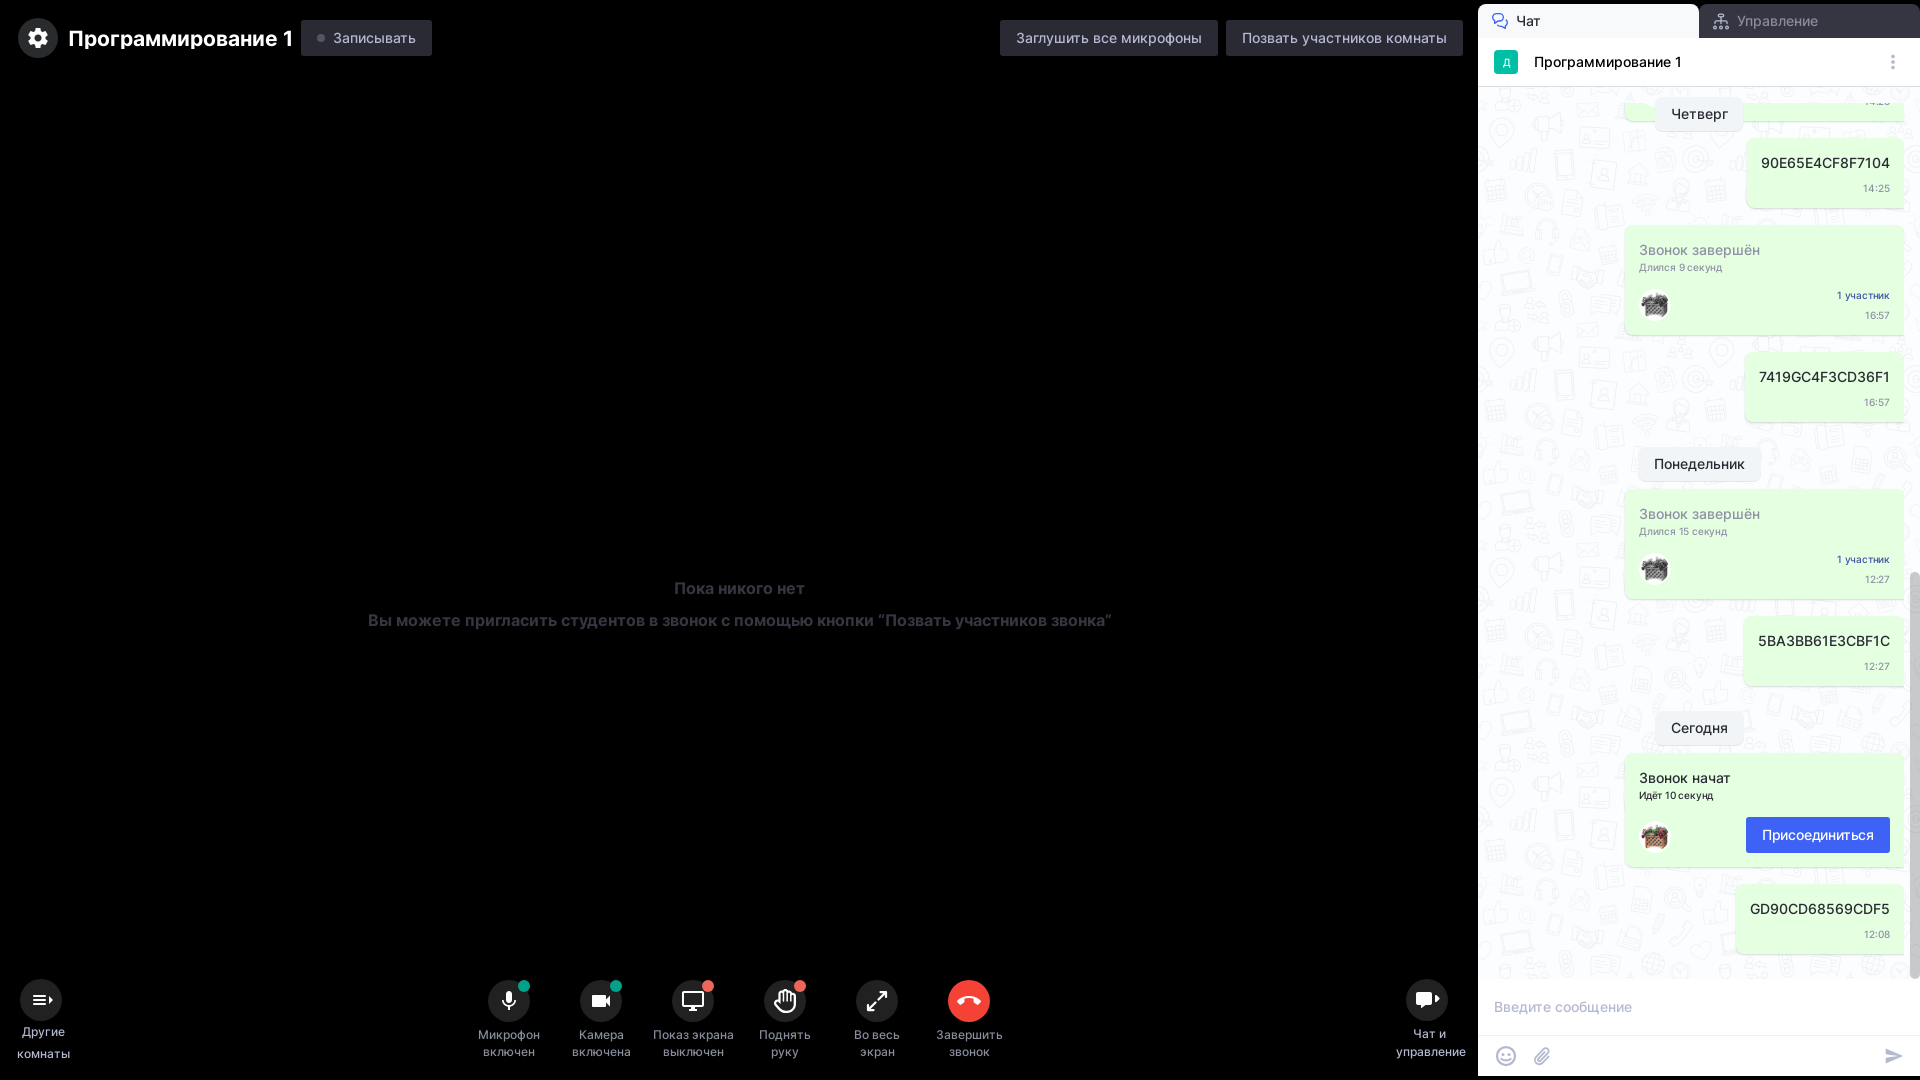 Программирование 1
Записывать
Заглушить все микрофоны
Позвать участников комнаты
Пока никого нет
Вы можете пригласить студентов в звонок с помощью кнопки “Позвать участников звонка”
Другие
комнаты
Микрофон
включен
Камера
включена
Показ экрана
выключен
Поднять
руку
Во весь
экран
Завершить
звонок
Чат и
управление
Чат
Управление
Д
Программирование 1
Четверг
90E65E4CF8F7104
14:25
Звонок завершён
Длился 9 секунд
1 участник
16:57
7419GC4F3CD36F1
16:57
Понедельник
Звонок завершён
Длился 15 секунд
1 участник
12:27
5BA3BB61E3CBF1C
12:27
Сегодня
Звонок начат
Идёт 10 секунд
Присоединиться
GD90CD68569CDF5
12:08
Введите сообщение